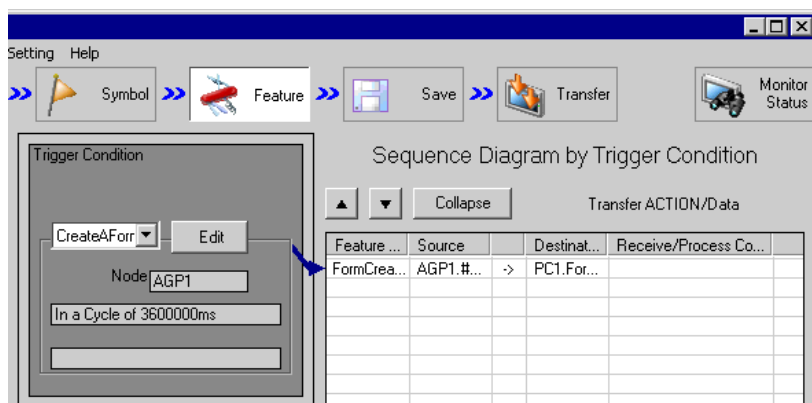 Setting Help
Symbol Feature Save Transfer Monitor Status
Trigger Condition
CreateAForr Edit
Node AGP1
In a Cycle of 3600000ms
Sequence Diagram by Trigger Condition
Collapse Transfer ACTION/Data
Feature ... Source Destinat... Receive/Process Co...
FormCrea... AGP1.#... -> PC1.For...